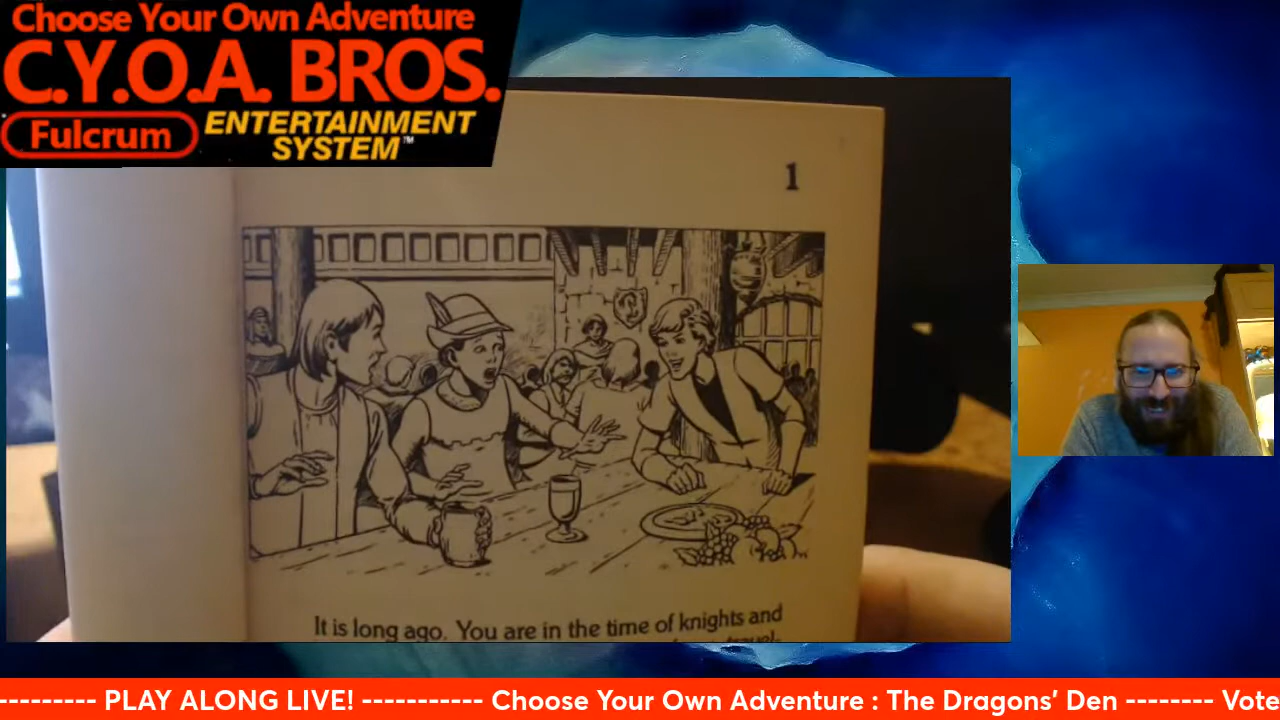 Choose Your Own Adventure
C.Y.O.A. BROS.
Fulcrum
ENTERTAINMENT
SYSTEM™
1
It is long ago. You are in the time of knights and
--------- PLAY ALONG LIVE! ----------- Choose Your Own Adventure : The Dragons' Den -------- Vote